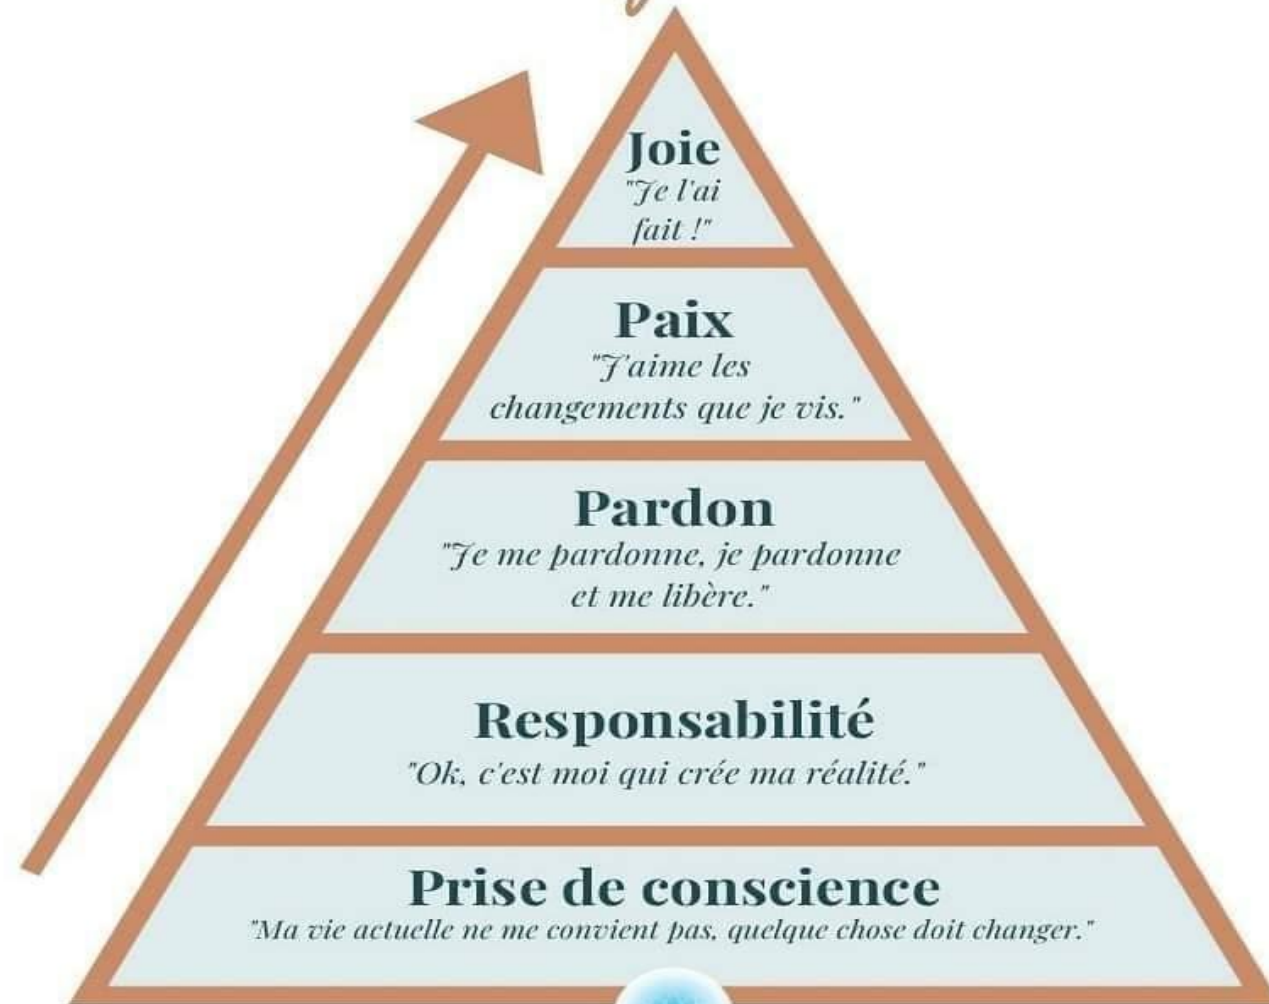 Joie
"Je l'ai
fait !"
Paix
"J'aime les
changements que je vis."
Pardon
"Je me pardonne, je pardonne
et me libère."
Responsabilité
"Ok, c'est moi qui crée ma réalité."
Prise de conscience
"Ma vie actuelle ne me convient pas, quelque chose doit changer."